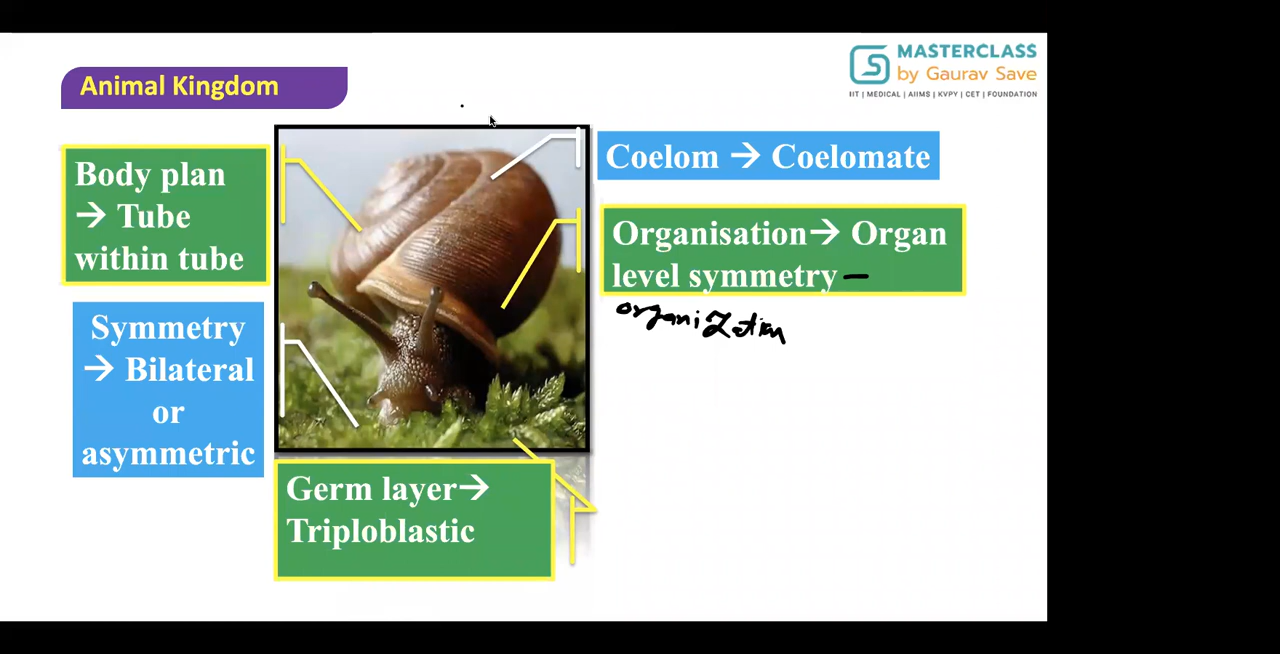 MASTERCLASS
by Gaurav Save
IIT | MEDICAL | AIIMS | KVPY | CET | FOUNDATION
Animal Kingdom
Body plan
→ Tube
within tube
Symmetry
→ Bilateral
or
asymmetric
Germ layer→
Triploblastic
Coelom → Coelomate
Organisation→ Organ
level symmetry –
organization